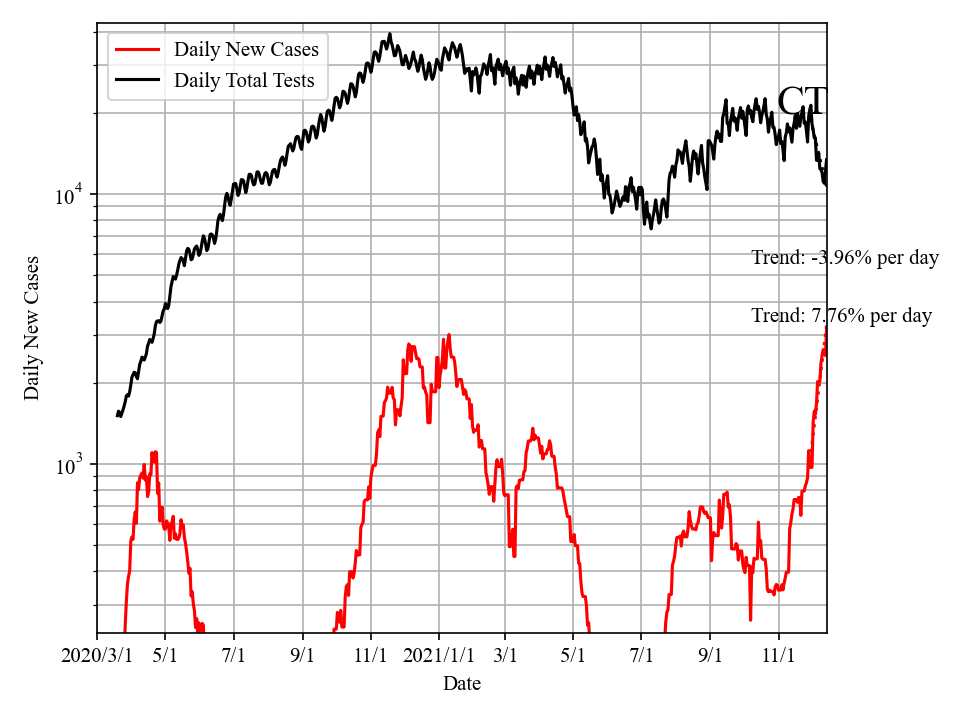 Daily New Cases
Daily Total Tests
CT
10^4
Trend: -3.96% per day
Trend: 7.76% per day
Daily New Cases
10^3
2020/3/1 5/1 7/1 9/1 11/1 2021/1/1 3/1 5/1 7/1 9/1 11/1
Date